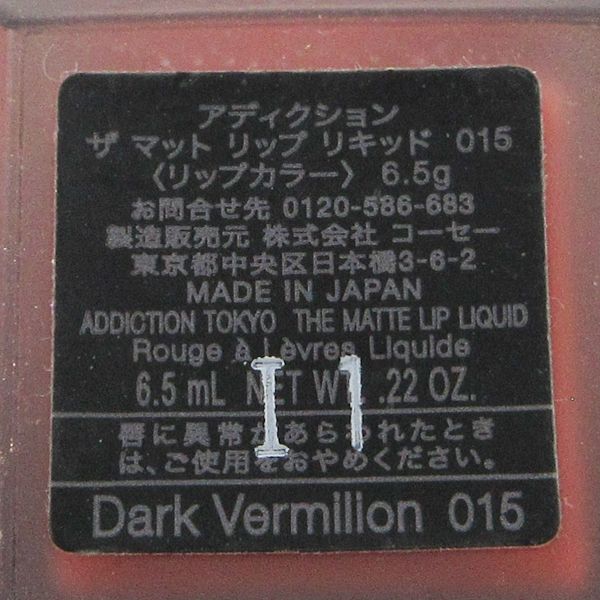 アディクション
ザ マット リップ リキッド 015
〈リップカラー〉 6.5g
お問合せ先 0120-586-683
製造販売元 株式会社 コーセー
東京都中央区日本橋3-6-2
MADE IN JAPAN
ADDICTION TOKYO THE MATTE LIP LIQUID
Rouge à Lèvres Liquide
6.5 mL NET WT. .22 OZ.
I 1
唇に異常があらわれたとき
は、ご使用をおやめください。
Dark Vermilion 015